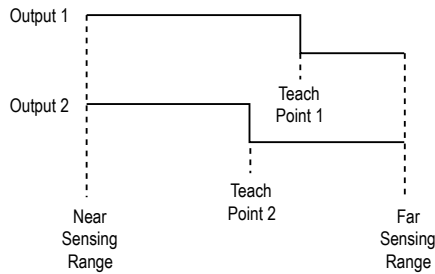 Output 1
Teach
Point 1
Output 2
Teach
Point 2
Near
Sensing
Range
Far
Sensing
Range